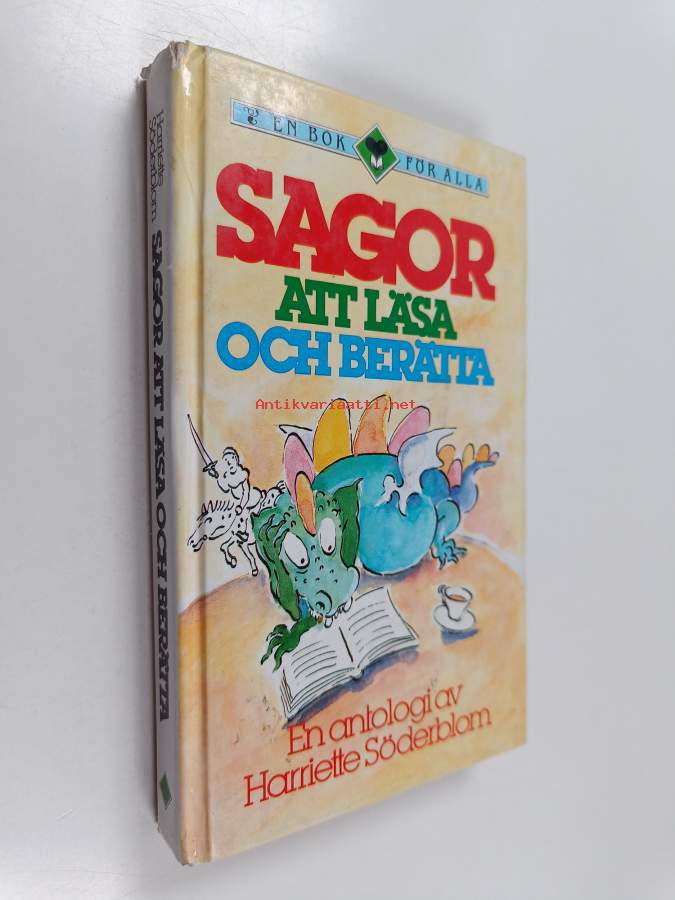 EN BOK FÖR ALLA
SAGOR
ATT LÄSA
OCH BERÄTTA
Antikvariaatti.net
En antologi av
Harriette Söderblom
Harriette
Söderblom
SAGOR ATT LÄSA OCH BERÄTTA